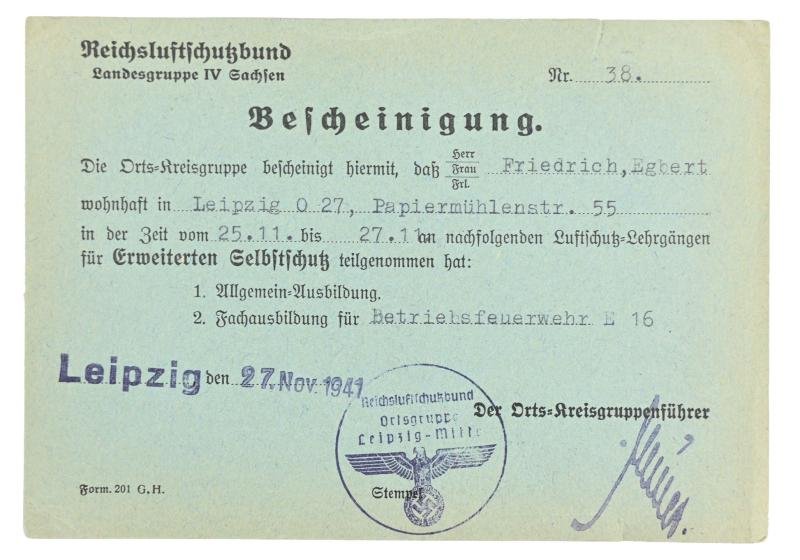 Reichsluftschutzbund
Landesgruppe IV Sachsen
Nr. 38.
Bescheinigung.
Die Orts=Kreisgruppe bescheinigt hiermit, daß Herr Frau Frl. Friedrich, Egbert
wohnhaft in Leipzig O 27, Papiermühlenstr. 55
in der Zeit vom 25.11. bis 27.11 an nachfolgenden Luftschutz=Lehrgängen
für Erweiterten Selbstschutz teilgenommen hat:
1. Allgemein=Ausbildung.
2. Fachausbildung für Betriebsfeuerwehr E 16
Leipzig den 27. Nov 1941
Reichsluftschutzbund
Ortsgruppe
Leipzig-Mitte
Der Orts=Kreisgruppenführer
Form. 201 G.H.
Stempel